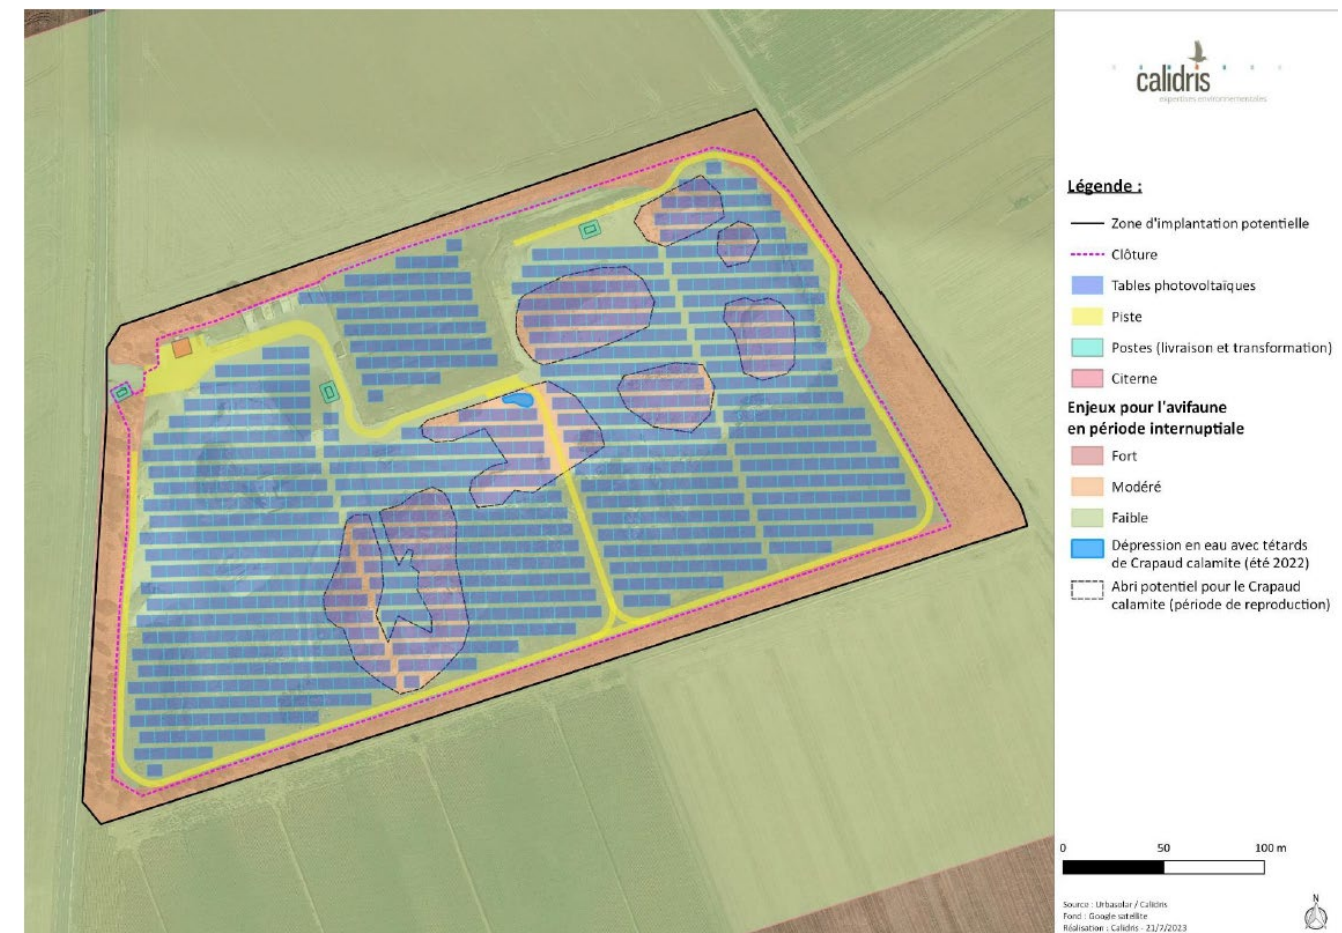 calidris
expertises environnementales
Légende :
Zone d'implantation potentielle
Clôture
Tables photovoltaïques
Piste
Postes (livraison et transformation)
Citerne
Enjeux pour l'avifaune
en période internuptiale
Fort
Modéré
Faible
Dépression en eau avec tétards
de Crapaud calamite (été 2022)
Abri potentiel pour le Crapaud
calamite (période de reproduction)
0 50 100 m
Source : Urbasolar / Calidris
Fond : Google satellite
Réalisation : Calidris - 21/7/2023
N